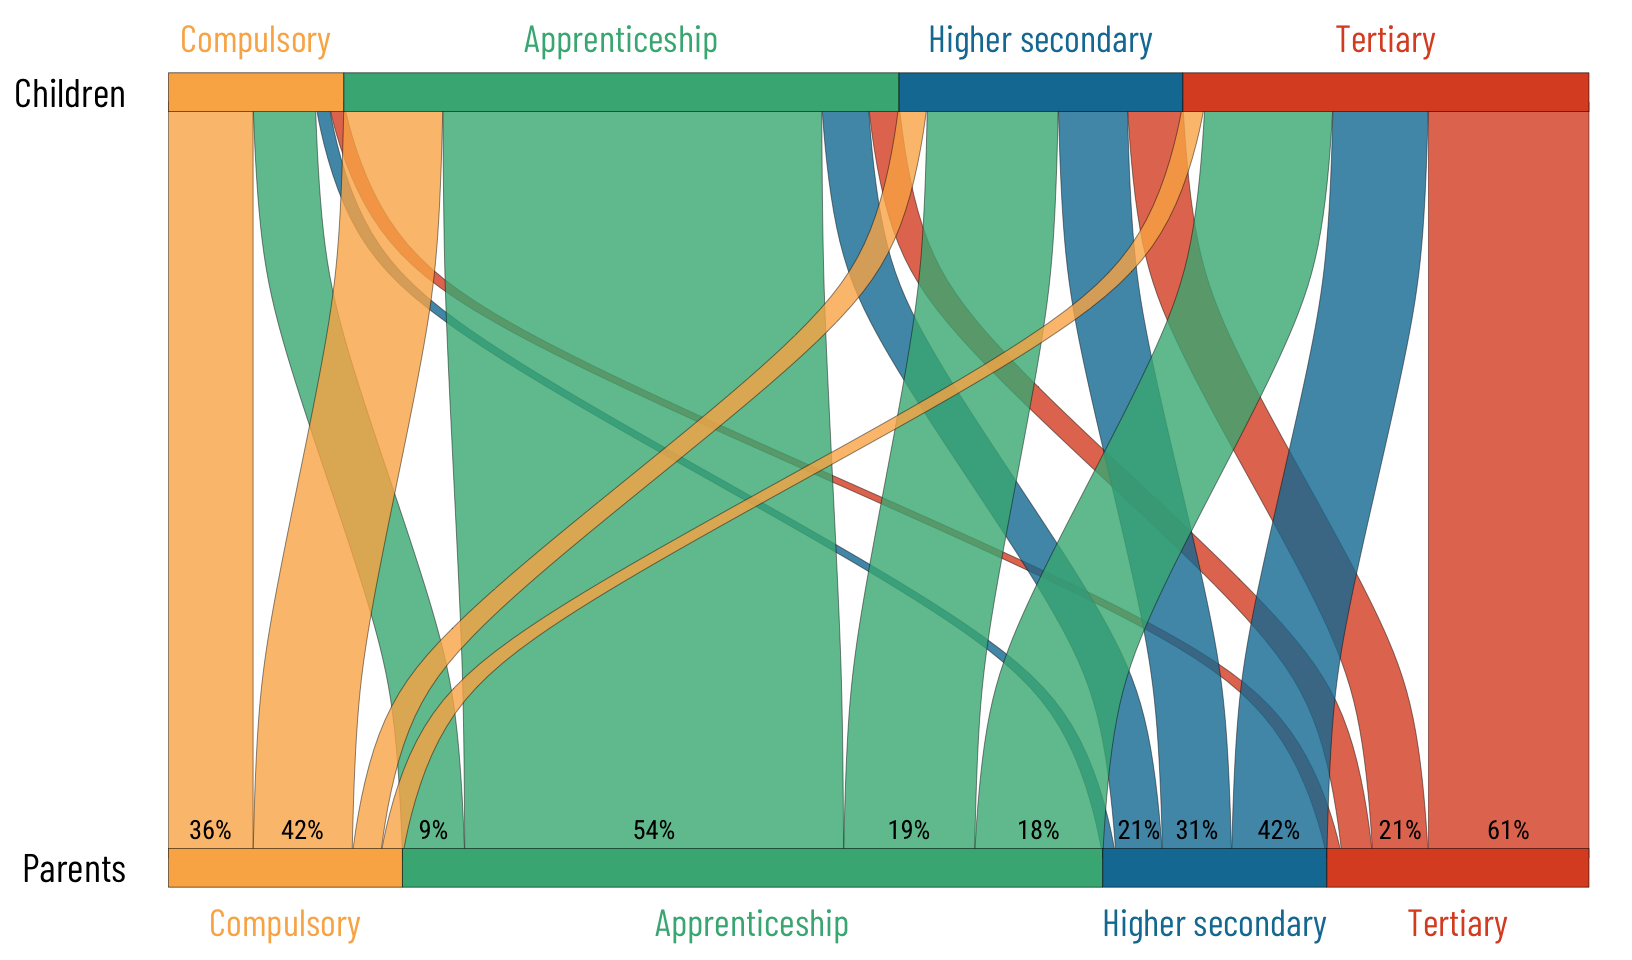 Compulsory Apprenticeship Higher secondary Tertiary
Children
36% 42% 9% 54% 19% 18% 21% 31% 42% 21% 61%
Parents
Compulsory Apprenticeship Higher secondary Tertiary